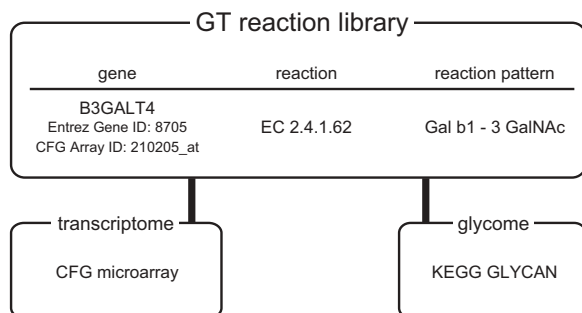 GT reaction library
gene reaction reaction pattern
B3GALT4
Entrez Gene ID: 8705
CFG Array ID: 210205_at
EC 2.4.1.62
Gal b1 - 3 GalNAc
transcriptome
CFG microarray
glycome
KEGG GLYCAN